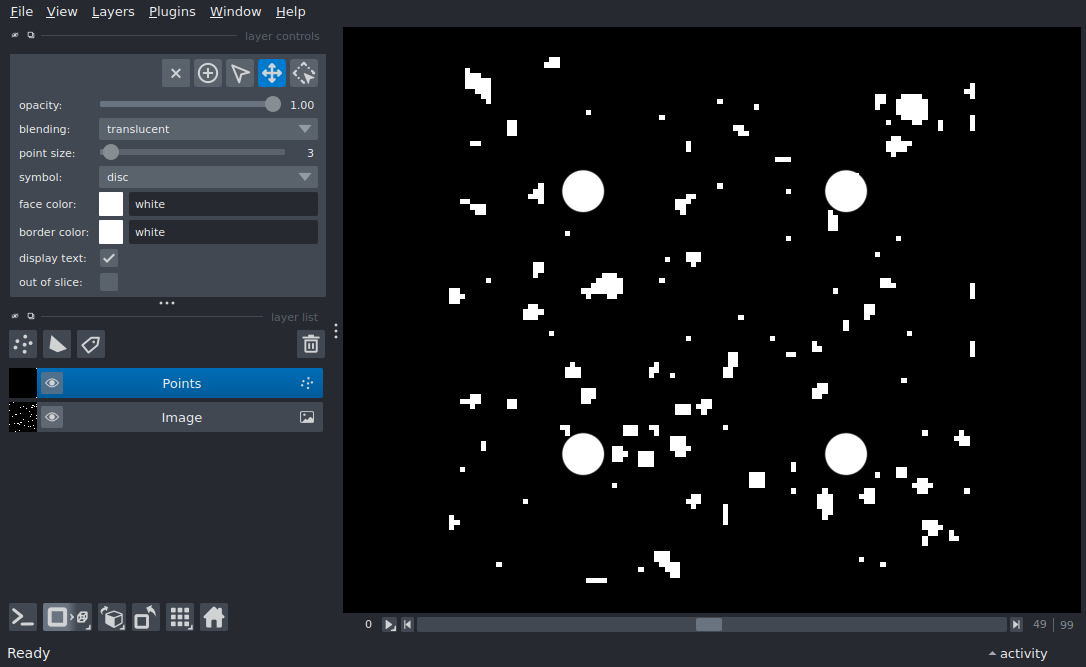 File View Layers Plugins Window Help
layer controls
opacity: 1.00
blending: translucent
point size: 3
symbol: disc
face color: white
border color: white
display text:
out of slice:
layer list
Points
Image
0 49 99
Ready activity